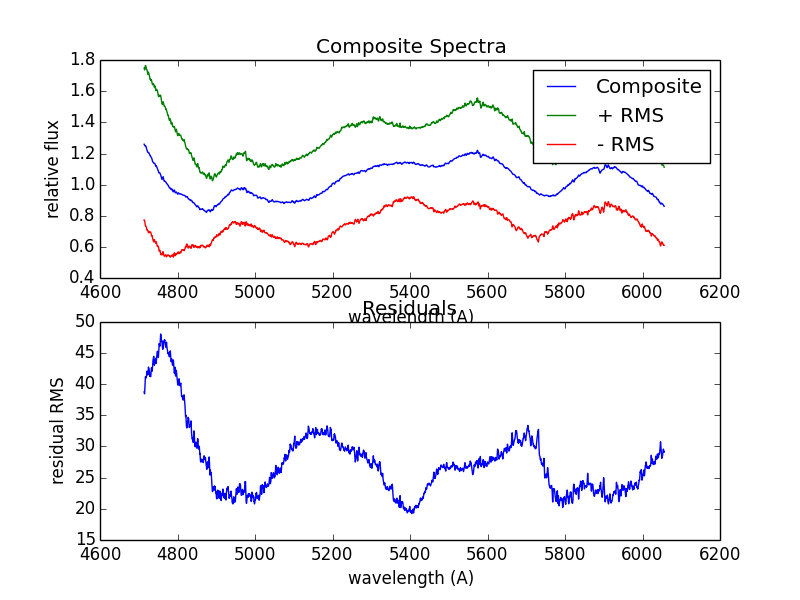 Composite Spectra
relative flux
1.8
1.6
1.4
1.2
1.0
0.8
0.6
0.4
Composite
+ RMS
- RMS
4600 4800 5000 5200 5400 5600 5800 6000 6200
wavelength (A)
Residuals
residual RMS
50
45
40
35
30
25
20
15
4600 4800 5000 5200 5400 5600 5800 6000 6200
wavelength (A)